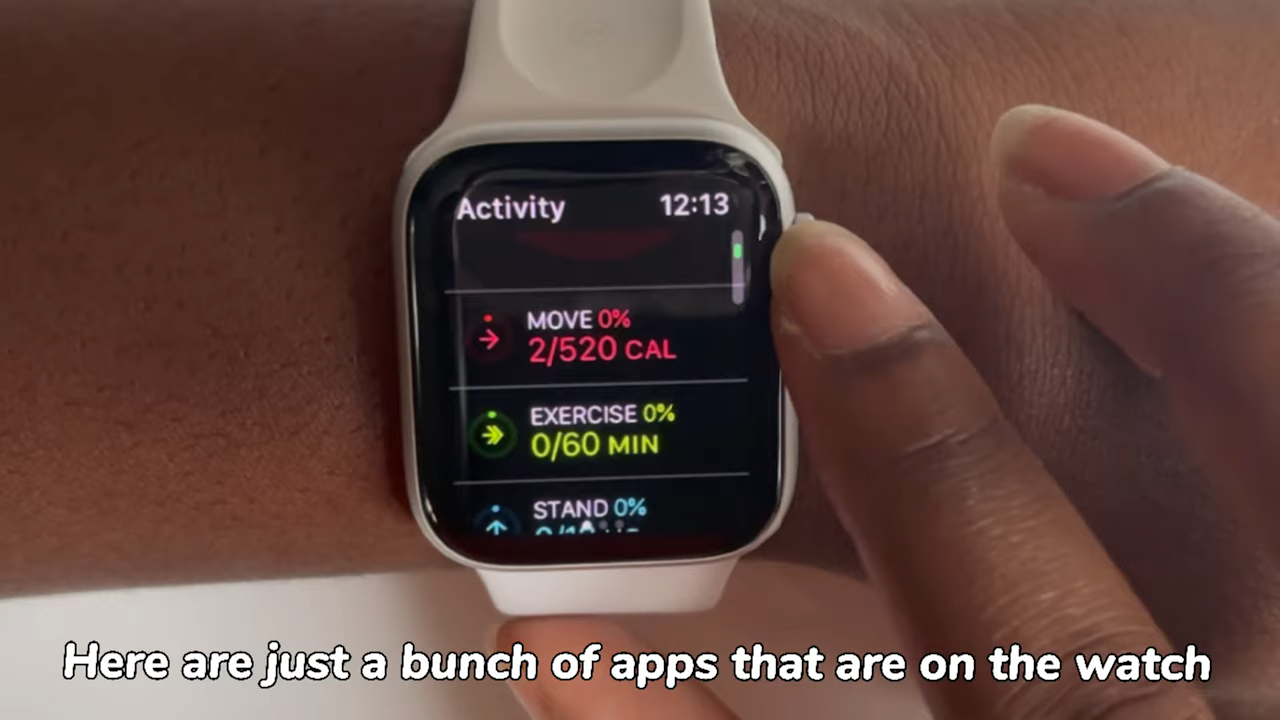 Activity 12:13
MOVE 0%
2/520 CAL
EXERCISE 0%
0/60 MIN
STAND 0%
Here are just a bunch of apps that are on the watch